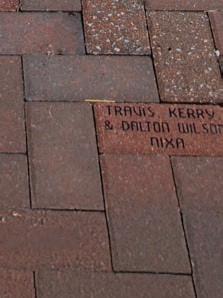 TRAVIS, KERRY
& DALTON WILSON
NIXA